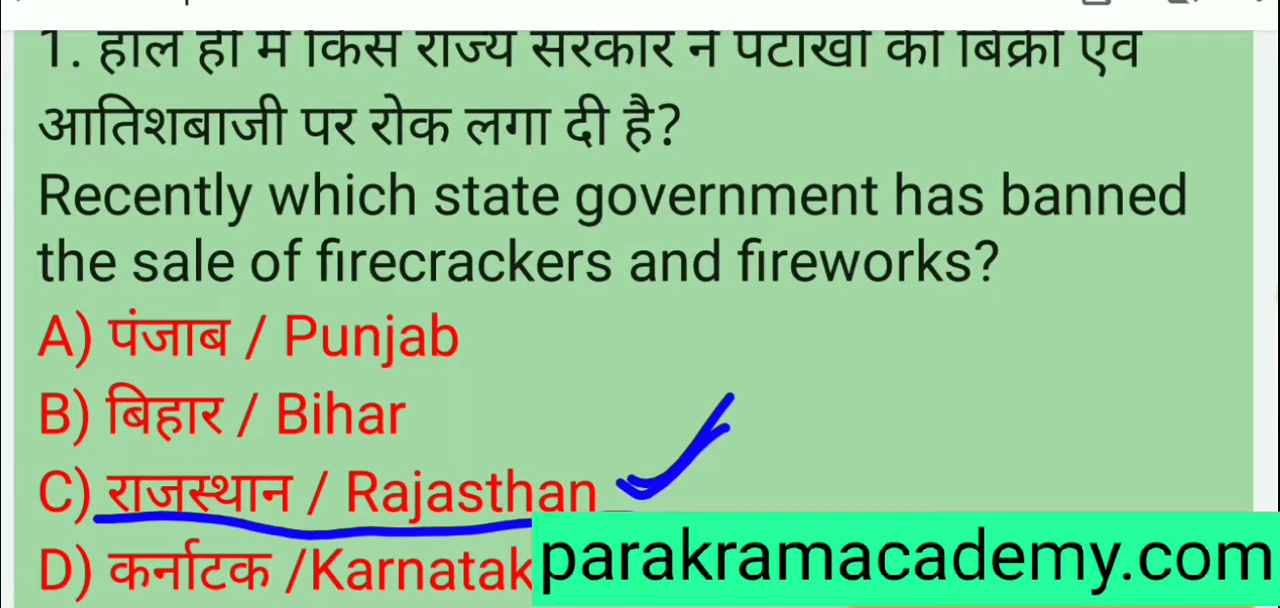 1. हाल ही में किस राज्य सरकार ने पटाखों की बिक्री एवं
आतिशबाजी पर रोक लगा दी है?
Recently which state government has banned
the sale of firecrackers and fireworks?
A) पंजाब / Punjab
B) बिहार / Bihar
C) राजस्थान / Rajasthan
D) कर्नाटक /Karnatak
parakramacademy.com